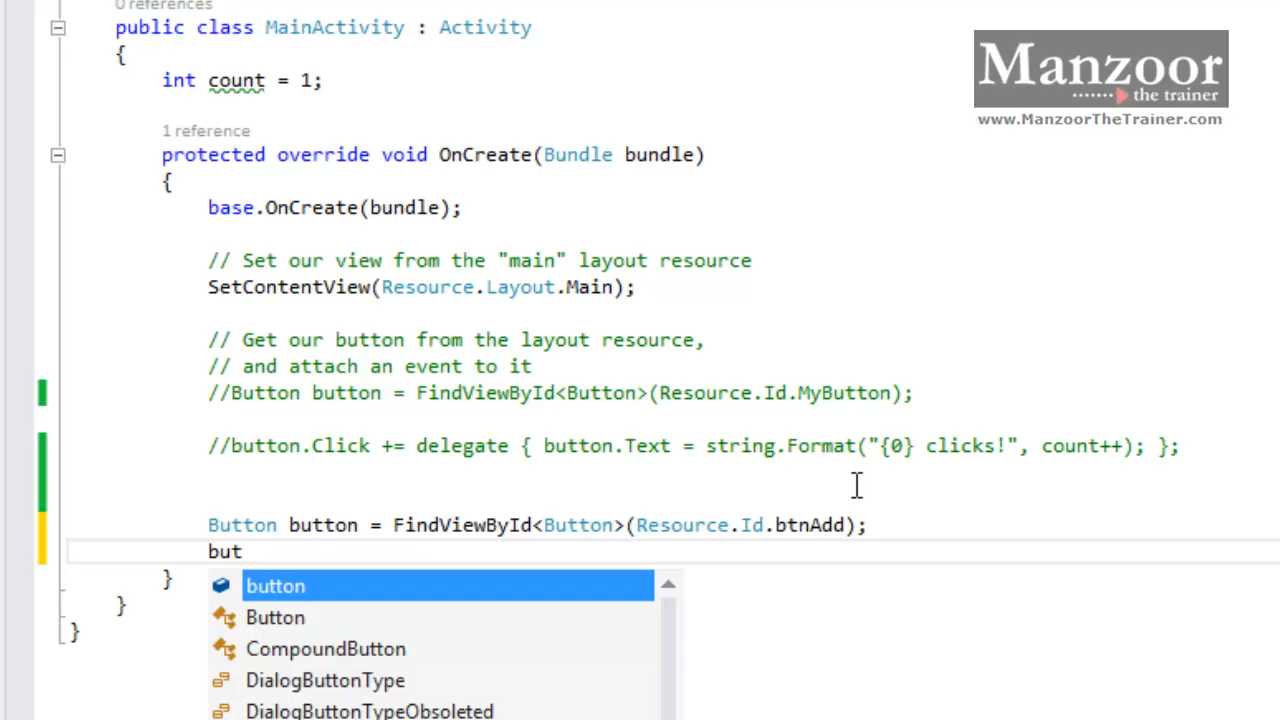 0 references
public class MainActivity : Activity
{
int count = 1;
1 reference
protected override void OnCreate(Bundle bundle)
{
base.OnCreate(bundle);
// Set our view from the "main" layout resource
SetContentView(Resource.Layout.Main);
// Get our button from the layout resource,
// and attach an event to it
//Button button = FindViewById<Button>(Resource.Id.MyButton);
//button.Click += delegate { button.Text = string.Format("{0} clicks!", count++); };
Button button = FindViewById<Button>(Resource.Id.btnAdd);
but
}
}
}
button
Button
CompoundButton
DialogButtonType
DialogButtonTypeObsoleted
Manzoor
the trainer
www.ManzoorTheTrainer.com